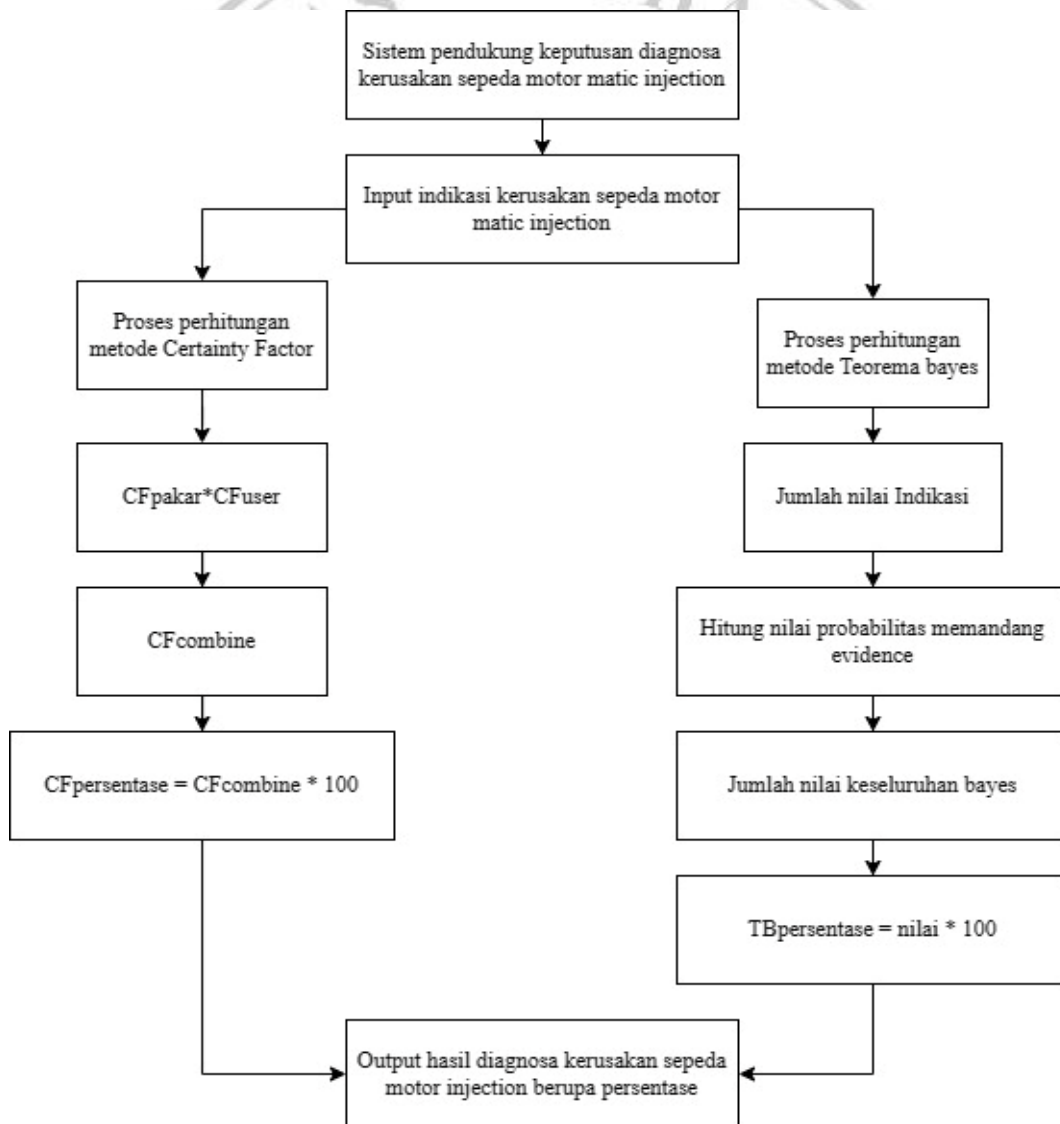 Sistem pendukung keputusan diagnosa
kerusakan sepeda motor matic injection
Input indikasi kerusakan sepeda motor
matic injection
Proses perhitungan
metode Certainty Factor
CFpakar*CFuser
CFcombine
CFpersentase = CFcombine * 100
Proses perhitungan
metode Teorema bayes
Jumlah nilai Indikasi
Hitung nilai probabilitas memandang
evidence
Jumlah nilai keseluruhan bayes
TBpersentase = nilai * 100
Output hasil diagnosa kerusakan sepeda
motor injection berupa persentase